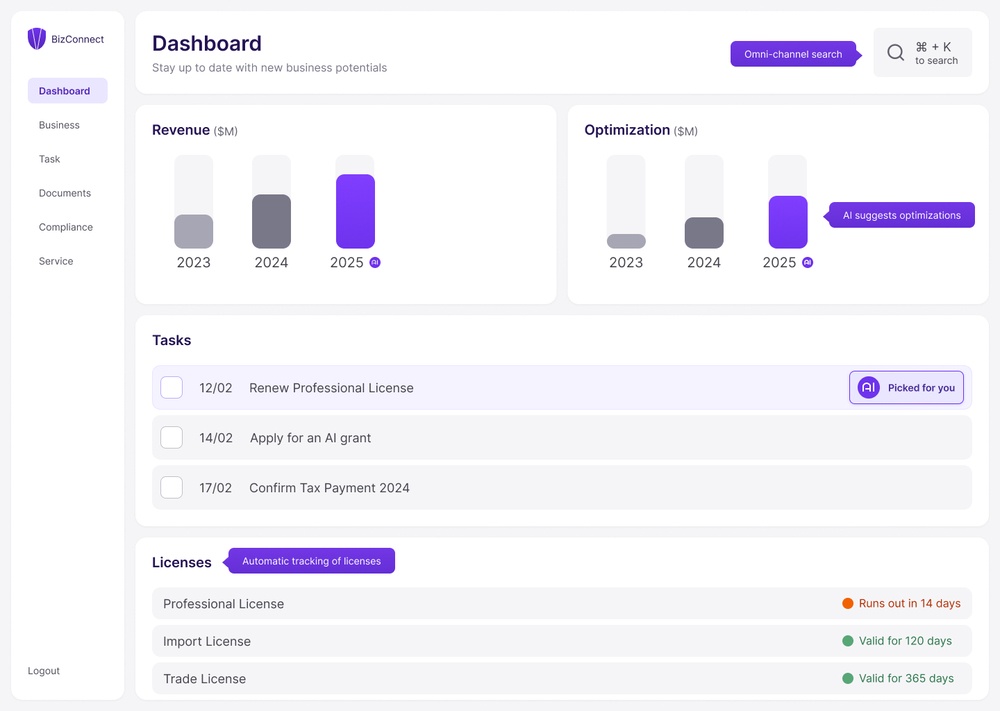 BizConnect
Dashboard
Business
Task
Documents
Compliance
Service
Logout
Dashboard
Stay up to date with new business potentials
Omni-channel search
⌘ + K
to search
Revenue ($M)
2023
2024
2025 AI
Optimization ($M)
AI suggests optimizations
2023
2024
2025 AI
Tasks
12/02 Renew Professional License
AI Picked for you
14/02 Apply for an AI grant
17/02 Confirm Tax Payment 2024
Licenses
Automatic tracking of licenses
Professional License Runs out in 14 days
Import License Valid for 120 days
Trade License Valid for 365 days